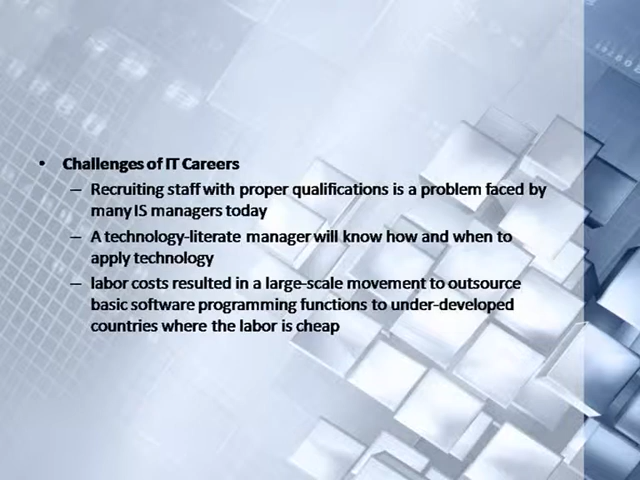 • Challenges of IT Careers
– Recruiting staff with proper qualifications is a problem faced by
many IS managers today
– A technology-literate manager will know how and when to
apply technology
– labor costs resulted in a large-scale movement to outsource
basic software programming functions to under-developed
countries where the labor is cheap